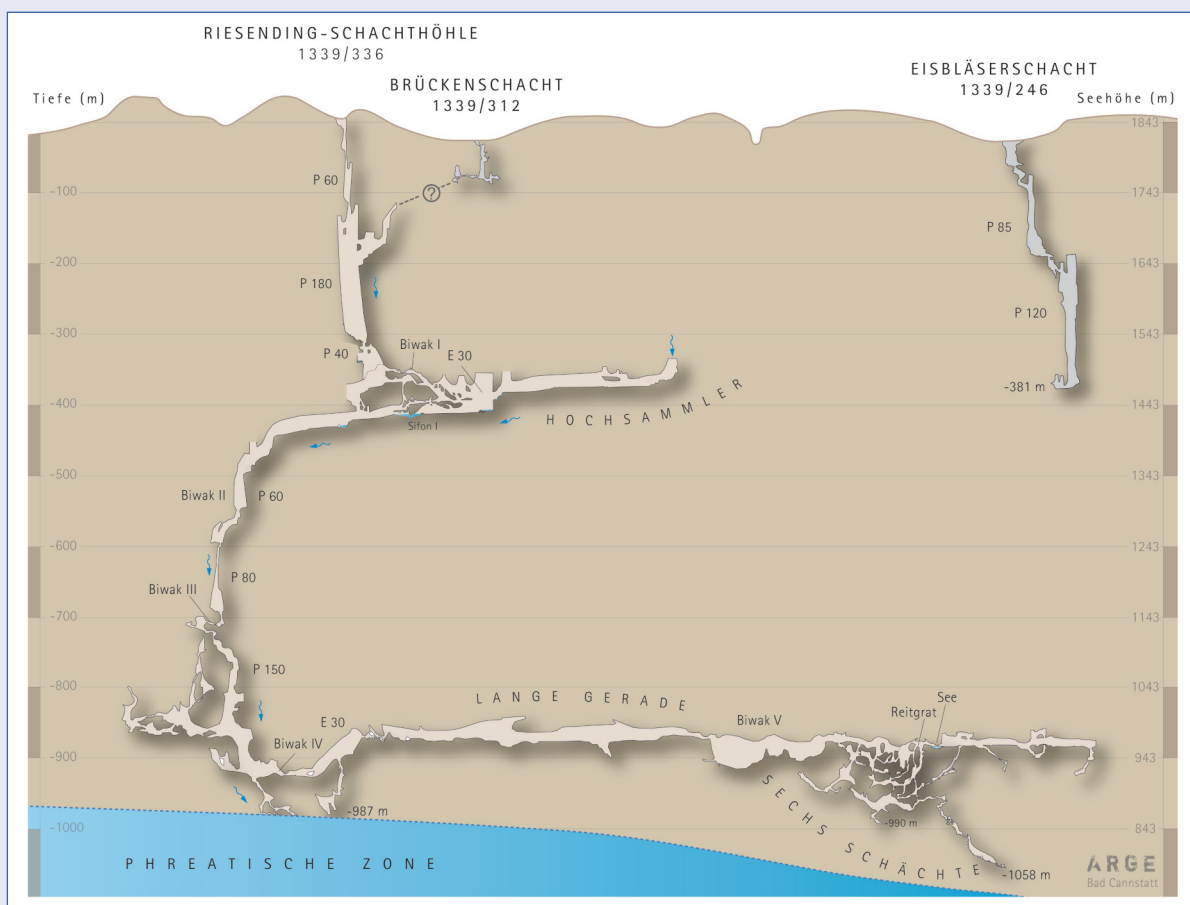 RIESENDING-SCHACHTHÖHLE
1339/336
BRÜCKENSCHACHT
1339/312
EISBLÄSERSCHACHT
1339/246
Tiefe (m)
Seehöhe (m)
1843
P 60
?
-100
1743
P 85
-200
1643
P 180
P 120
-300
1543
P 40
Biwak I
E 30
-381 m
-400
1443
HOCHSAMMLER
Sifon I
-500
1343
Biwak II
P 60
-600
1243
P 80
Biwak III
-700
1143
P 150
-800
1043
LANGE GERADE
See
E 30
Biwak V
Reitgrat
Biwak IV
-900
943
SECHS SCHÄCHTE
-987 m
-990 m
-1000
843
PHREATISCHE ZONE
-1058 m
ARGE
Bad Cannstatt